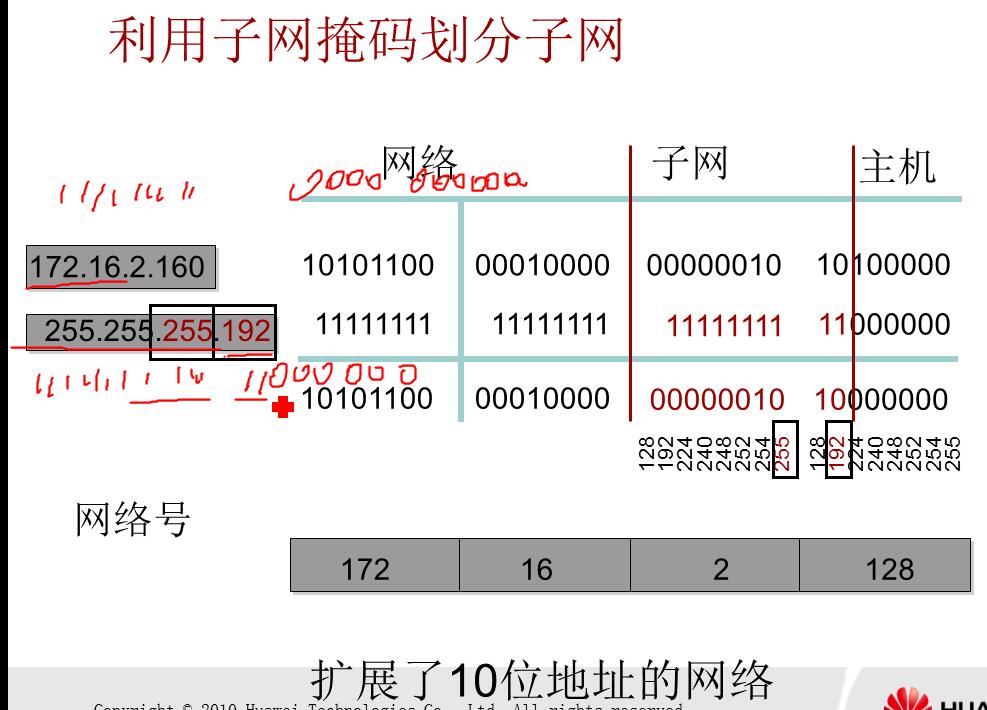 利用子网掩码划分子网
网络 子网 主机
172.16.2.160 10101100 00010000 00000010 10100000
255.255.255.192 11111111 11111111 11111111 11000000
10101100 00010000 00000010 10000000
128 192 224 240 248 252 254 255 128 192 224 240 248 252 254 255
网络号
172 16 2 128
扩展了10位地址的网络
Copyright © 2010 Huawei Technologies Co., Ltd. All rights reserved.
HUA